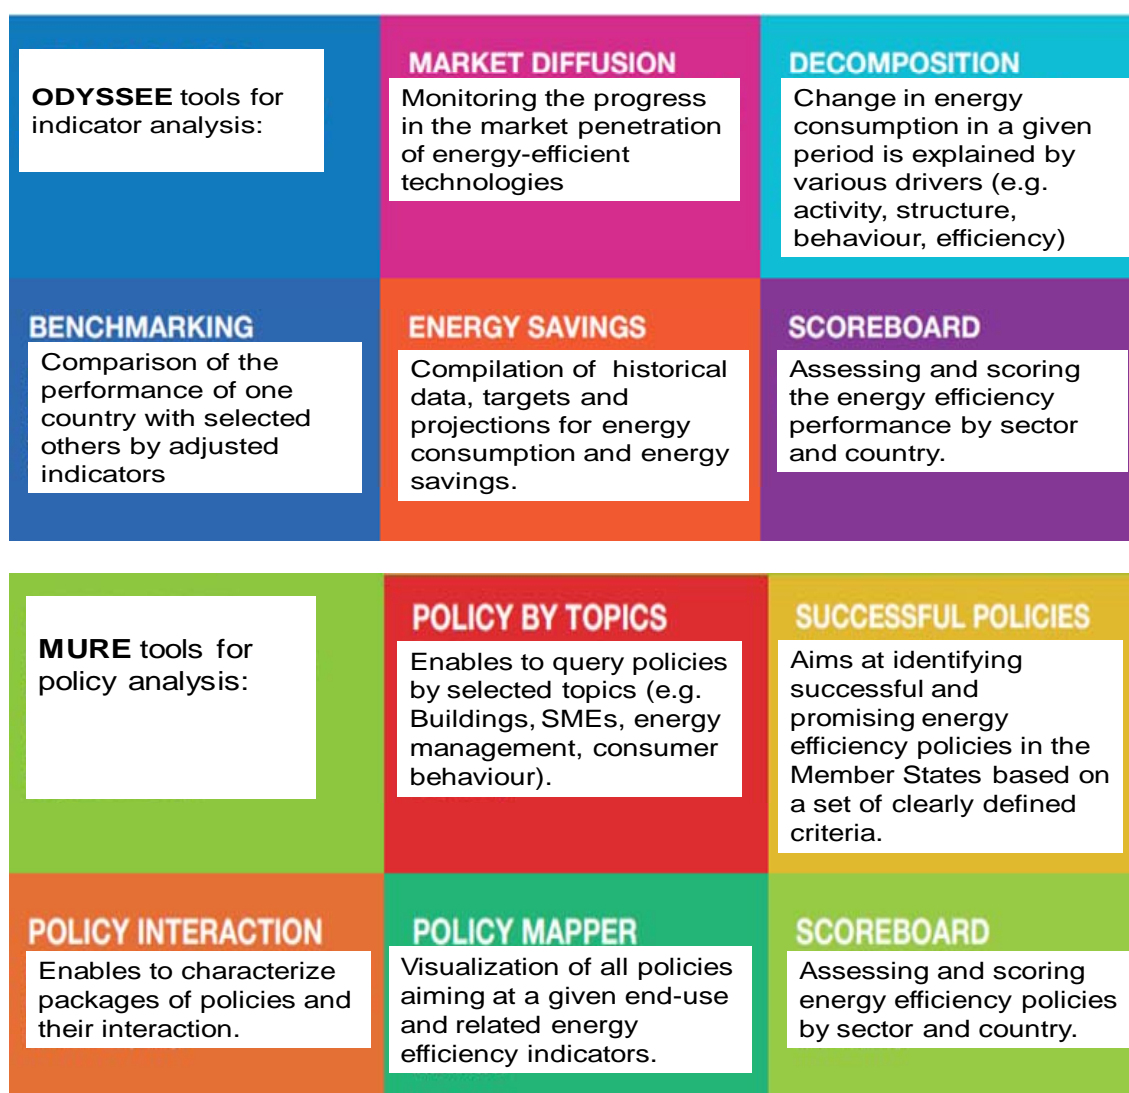 ODYSSEE tools for
indicator analysis:
MARKET DIFFUSION
Monitoring the progress
in the market penetration
of energy-efficient
technologies
DECOMPOSITION
Change in energy
consumption in a given
period is explained by
various drivers (e.g.
activity, structure,
behaviour, efficiency)
BENCHMARKING
Comparison of the
performance of one
country with selected
others by adjusted
indicators
ENERGY SAVINGS
Compilation of historical
data, targets and
projections for energy
consumption and energy
savings.
SCOREBOARD
Assessing and scoring
the energy efficiency
performance by sector
and country.
MURE tools for
policy analysis:
POLICY BY TOPICS
Enables to query policies
by selected topics (e.g.
Buildings, SMEs, energy
management, consumer
behaviour).
SUCCESSFUL POLICIES
Aims at identifying
successful and
promising energy
efficiency policies in the
Member States based on
a set of clearly defined
criteria.
POLICY INTERACTION
Enables to characterize
packages of policies and
their interaction.
POLICY MAPPER
Visualization of all policies
aiming at a given end-use
and related energy
efficiency indicators.
SCOREBOARD
Assessing and scoring
energy efficiency policies
by sector and country.